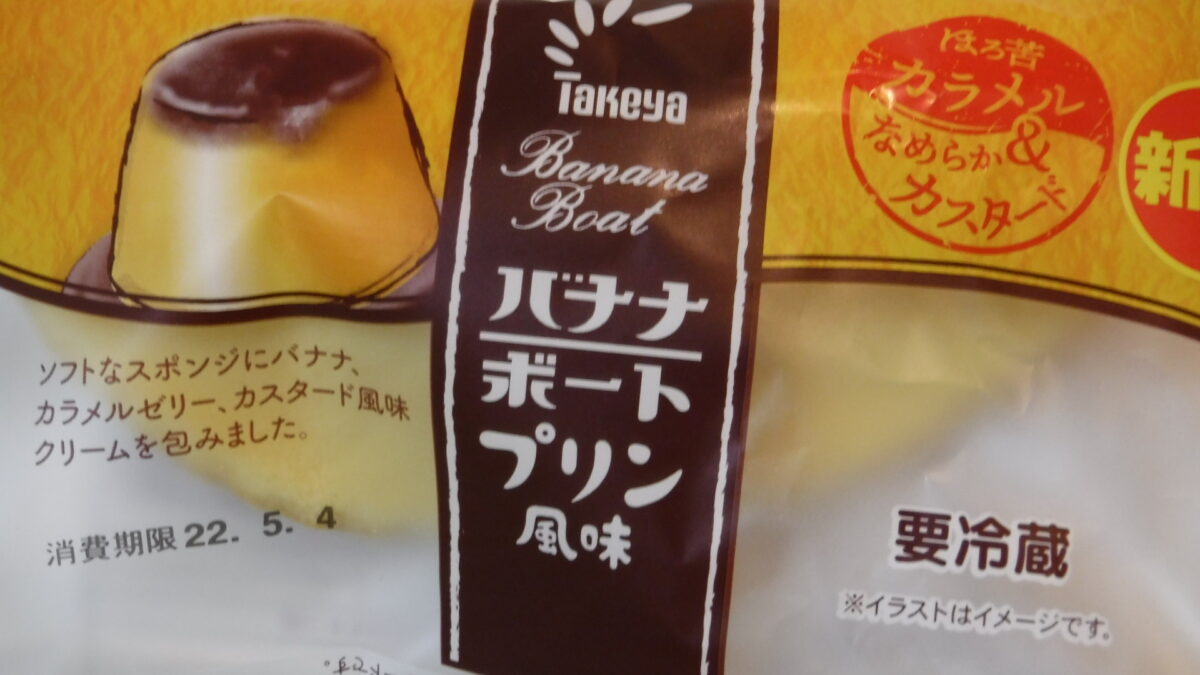 Takeya
Banana
Boat
バナナ
ボート
プリン
風味
ほろ苦
カラメル
&
なめらか
カスタード
新
ソフトなスポンジにバナナ、
カラメルゼリー、カスタード風味
クリームを包みました。
消費期限 22. 5. 4
要冷蔵
※イラストはイメージです。